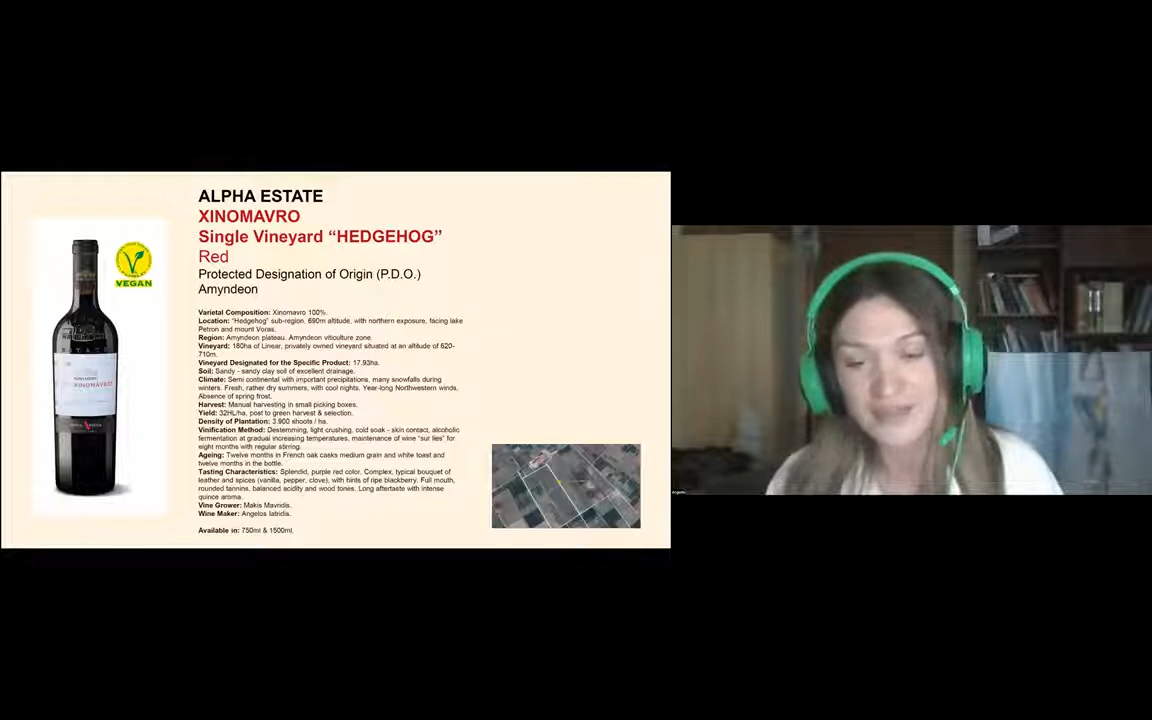 ALPHA ESTATE
XINOMAVRO
Single Vineyard “HEDGEHOG”
Red
Protected Designation of Origin (P.D.O.)
Amyndeon
VEGAN
XINOMAVRO
Varietal Composition: Xinomavro 100%.
Location: “Hedgehog” sub-region, 690m altitude, with northern exposure, facing lake
Petron and mount Voras.
Region: Amyndeon plateau. Amyndeon viticulture zone.
Vineyard: 180ha of Linear, privately owned vineyard situated at an altitude of 620-
710m.
Vineyard Designated for the Specific Product: 17.93ha.
Soil: Sandy - sandy clay soil of excellent drainage.
Climate: Semi continental with important precipitations, many snowfalls during
winters. Fresh, rather dry summers, with cool nights. Year-long Northwestern winds.
Absence of spring frost.
Harvest: Manual harvesting in small picking boxes.
Yield: 32HL/ha, post to green harvest & selection.
Density of Plantation: 3.900 shoots / ha.
Vinification Method: Destemming, light crushing, cold soak - skin contact, alcoholic
fermentation at gradual increasing temperatures, maintenance of wine “sur lies” for
eight months with regular stirring.
Ageing: Twelve months in French oak casks medium grain and white toast and
twelve months in the bottle.
Tasting Characteristics: Splendid, purple red color. Complex, typical bouquet of
leather and spices (vanilla, pepper, clove), with hints of ripe blackberry. Full mouth,
rounded tannins, balanced acidity and wood tones. Long aftertaste with intense
quince aroma.
Vine Grower: Makis Mavridis.
Wine Maker: Angelos Iatridis.
Available in: 750ml & 1500ml.